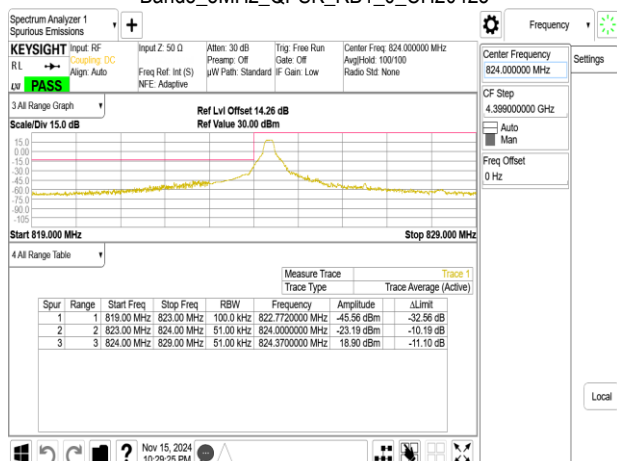 Spectrum Analyzer 1
Spurious Emissions
+
Frequency
KEYSIGHT Input: RF Input Z: 50 Ω Atten: 30 dB Trig: Free Run Center Freq: 824.000000 MHz
RL Coupling: DC Preamp: Off Gate: Off Avg|Hold: 100/100
Align: Auto Freq Ref: Int (S) µW Path: Standard IF Gain: Low Radio Std: None
NFE: Adaptive
PASS
Center Frequency
824.000000 MHz
Settings
CF Step
4.399000000 GHz
Auto
Man
Freq Offset
0 Hz
3 All Range Graph
Ref Lvl Offset 14.26 dB
Scale/Div 15.0 dB Ref Value 30.00 dBm
15.0
0.00
-15.0
-30.0
-45.0
-60.0
-75.0
-90.0
-105
Start 819.000 MHz Stop 829.000 MHz
4 All Range Table
Measure Trace Trace 1
Trace Type Trace Average (Active)
Spur Range Start Freq Stop Freq RBW Frequency Amplitude ΔLimit
1 1 819.00 MHz 823.00 MHz 100.0 kHz 822.7720000 MHz -45.56 dBm -32.56 dB
2 2 823.00 MHz 824.00 MHz 51.00 kHz 824.0000000 MHz -23.19 dBm -10.19 dB
3 3 824.00 MHz 829.00 MHz 51.00 kHz 824.3700000 MHz 18.90 dBm -11.10 dB
Local
? Nov 15, 2024
10:29:25 PM